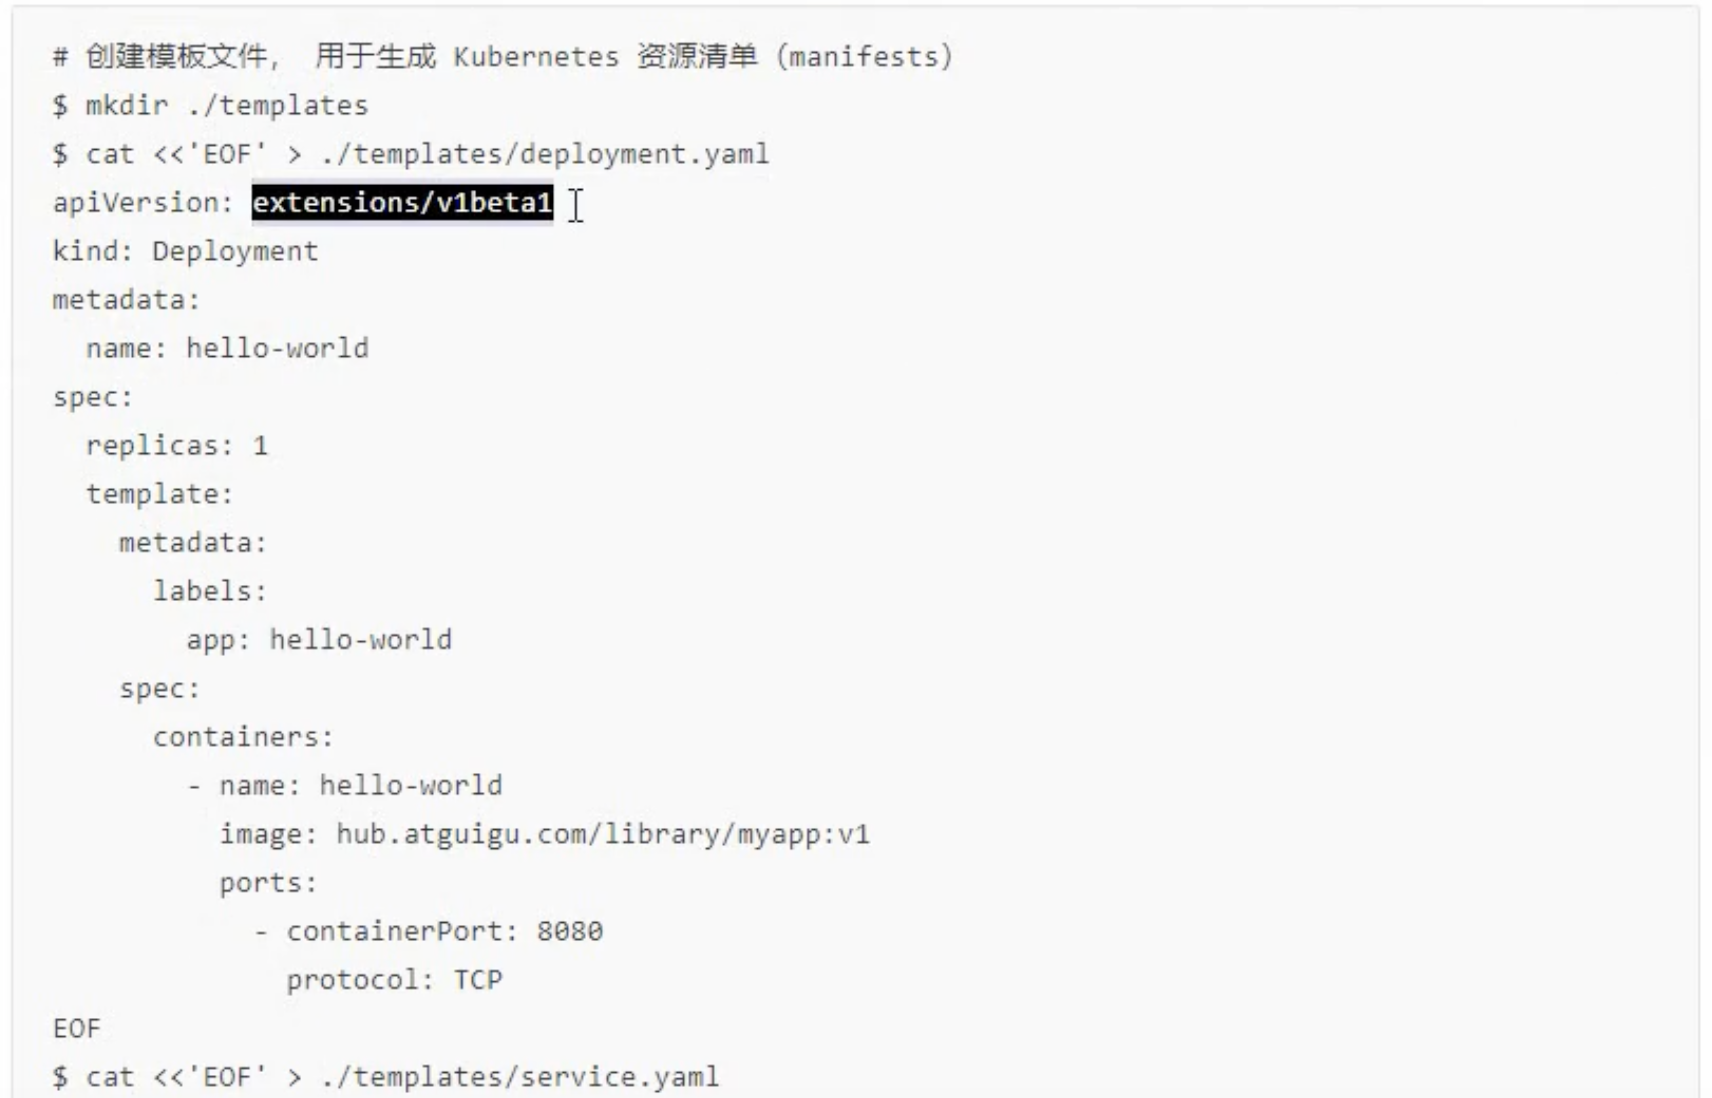 # 创建模板文件， 用于生成 Kubernetes 资源清单（manifests）
$ mkdir ./templates
$ cat <<'EOF' > ./templates/deployment.yaml
apiVersion: extensions/v1beta1
kind: Deployment
metadata:
  name: hello-world
spec:
  replicas: 1
  template:
    metadata:
      labels:
        app: hello-world
    spec:
      containers:
        - name: hello-world
          image: hub.atguigu.com/library/myapp:v1
          ports:
            - containerPort: 8080
              protocol: TCP
EOF
$ cat <<'EOF' > ./templates/service.yaml